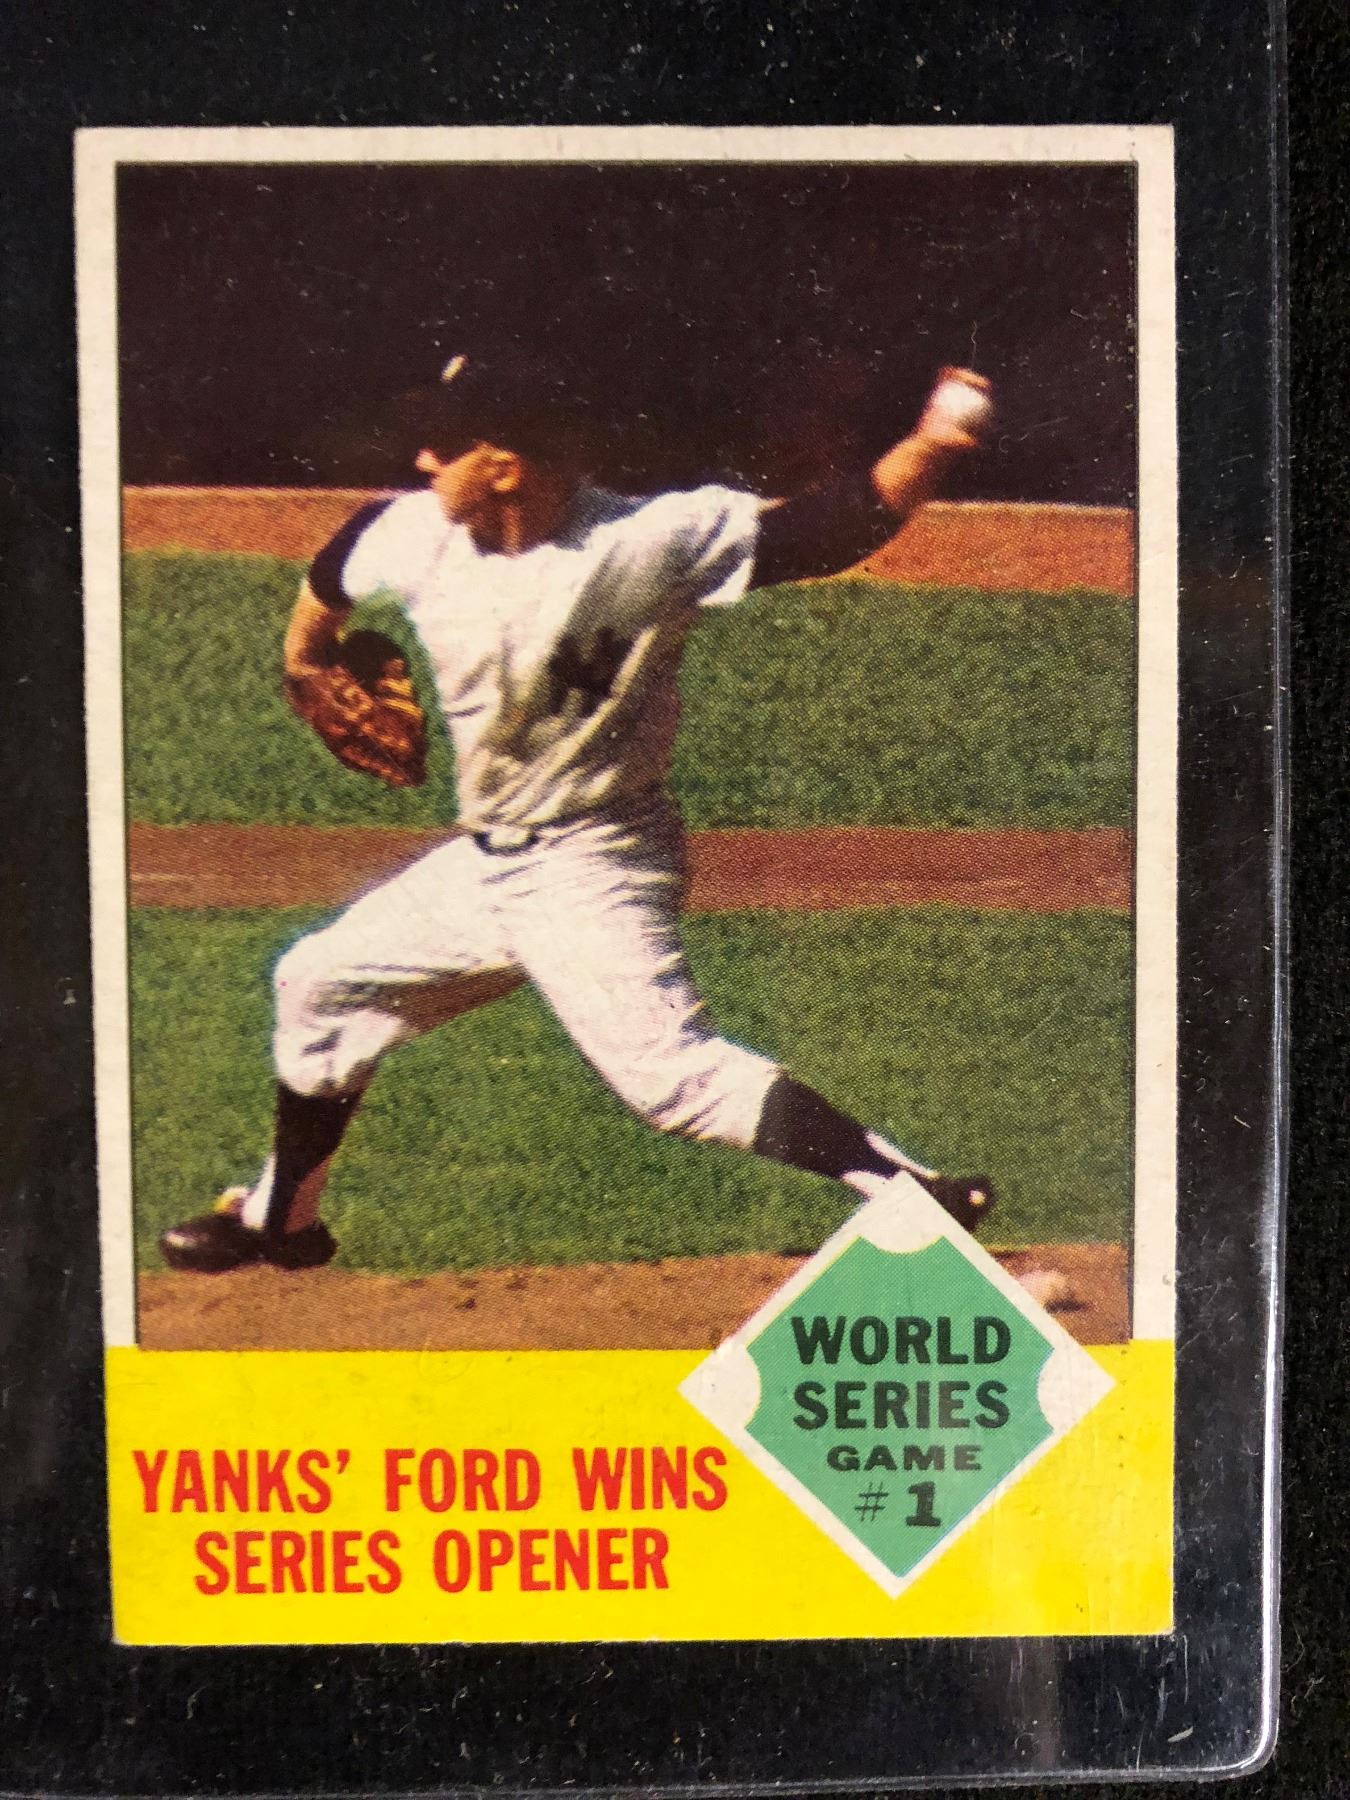 YANKS' FORD WINS
SERIES OPENER
WORLD
SERIES
GAME
#1